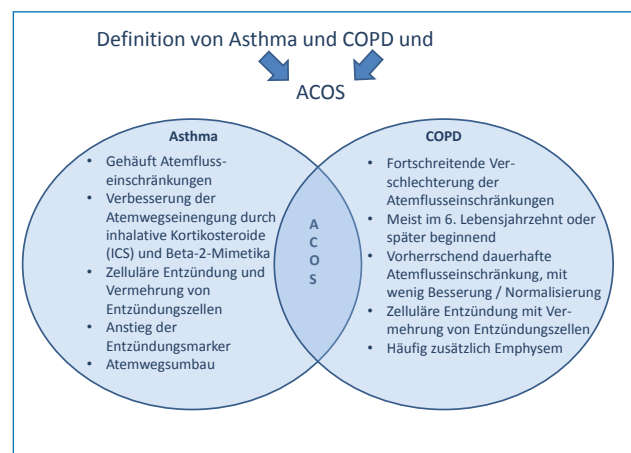 Definition von Asthma und COPD und
ACOS
Asthma
• Gehäuft Atemfluss-
einschränkungen
• Verbesserung der
Atemwegseinengung durch
inhalative Kortikosteroide
(ICS) und Beta-2-Mimetika
• Zelluläre Entzündung und
Vermehrung von
Entzündungszellen
• Anstieg der
Entzündungsmarker
• Atemwegsumbau
A
C
O
S
COPD
• Fortschreitende Ver-
schlechterung der
Atemflusseinschränkungen
• Meist im 6. Lebensjahrzehnt oder
später beginnend
• Vorherrschend dauerhafte
Atemflusseinschränkung, mit
wenig Besserung / Normalisierung
• Zelluläre Entzündung mit Ver-
mehrung von Entzündungszellen
• Häufig zusätzlich Emphysem